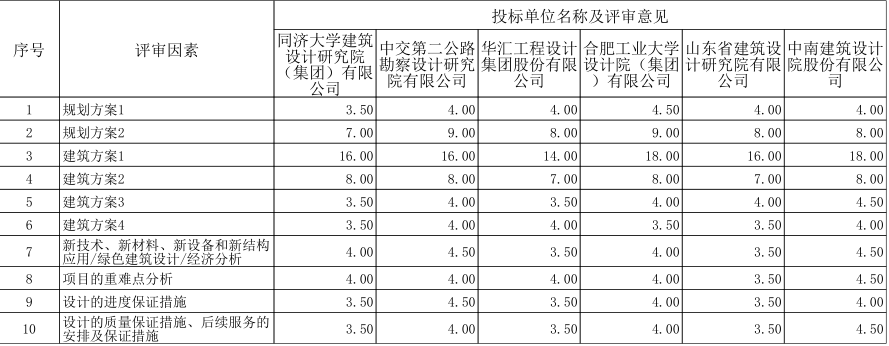 序号 评审因素 投标单位名称及评审意见
同济大学建筑设计研究院（集团）有限公司 中交第二公路勘察设计研究院有限公司 华汇工程设计集团股份有限公司 合肥工业大学设计院（集团）有限公司 山东省建筑设计研究院有限公司 中南建筑设计院股份有限公司
1 规划方案1 3.50 4.00 4.00 4.50 4.00 4.00
2 规划方案2 7.00 9.00 8.00 9.00 8.00 8.00
3 建筑方案1 16.00 16.00 14.00 18.00 16.00 18.00
4 建筑方案2 8.00 8.00 7.00 8.00 7.00 8.00
5 建筑方案3 3.50 4.00 3.50 4.00 4.00 4.50
6 建筑方案4 3.50 4.00 4.00 3.50 3.50 4.00
7 新技术、新材料、新设备和新结构应用/绿色建筑设计/经济分析 4.00 4.50 3.50 4.00 3.50 4.50
8 项目的重难点分析 4.00 4.00 4.00 4.00 3.50 4.50
9 设计的进度保证措施 3.50 4.50 3.50 4.00 3.50 4.00
10 设计的质量保证措施、后续服务的安排及保证措施 3.50 4.00 3.50 4.00 3.50 4.50